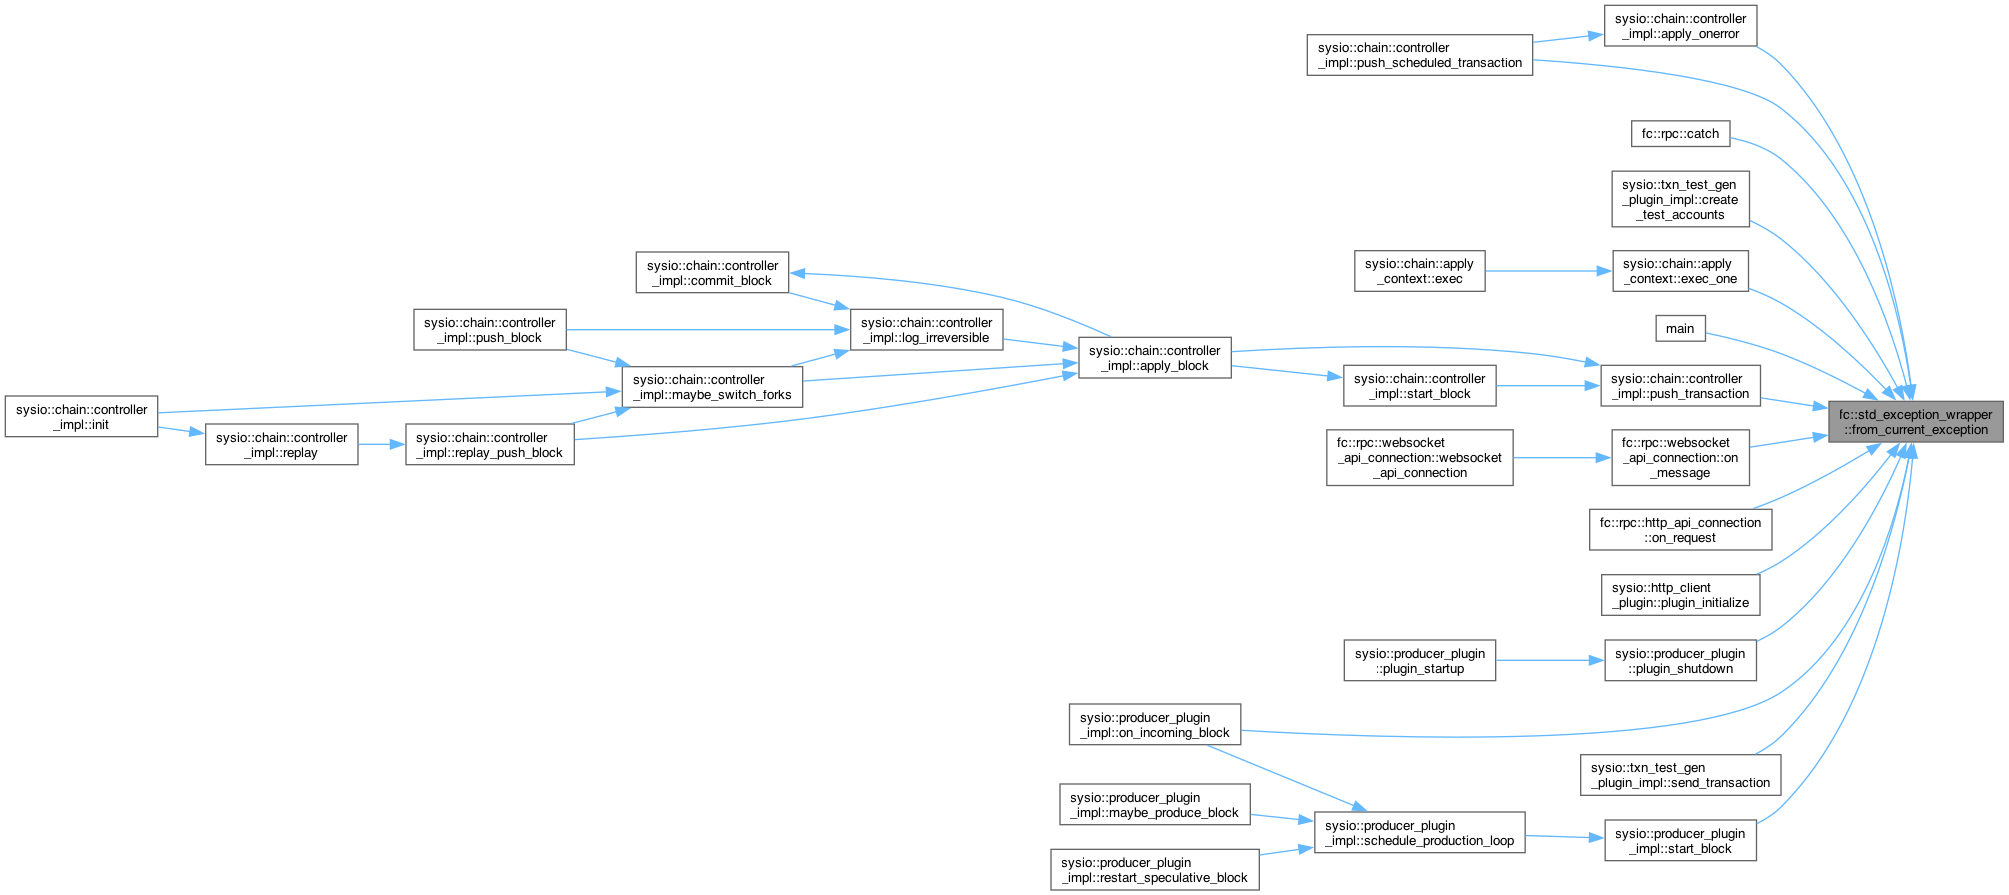 sysio::chain::controller
_impl::apply_onerror
sysio::chain::controller
_impl::push_scheduled_transaction
fc::rpc::catch
sysio::txn_test_gen
_plugin_impl::create
_test_accounts
sysio::chain::apply
_context::exec
sysio::chain::apply
_context::exec_one
sysio::chain::controller
_impl::commit_block
sysio::chain::controller
_impl::push_block
sysio::chain::controller
_impl::log_irreversible
main
sysio::chain::controller
_impl::apply_block
sysio::chain::controller
_impl::maybe_switch_forks
sysio::chain::controller
_impl::start_block
sysio::chain::controller
_impl::push_transaction
sysio::chain::controller
_impl::init
sysio::chain::controller
_impl::replay
sysio::chain::controller
_impl::replay_push_block
fc::std_exception_wrapper
::from_current_exception
fc::rpc::websocket
_api_connection::websocket
_api_connection
fc::rpc::websocket
_api_connection::on
_message
fc::rpc::http_api_connection
::on_request
sysio::http_client
_plugin::plugin_initialize
sysio::producer_plugin
::plugin_startup
sysio::producer_plugin
::plugin_shutdown
sysio::producer_plugin
_impl::on_incoming_block
sysio::txn_test_gen
_plugin_impl::send_transaction
sysio::producer_plugin
_impl::maybe_produce_block
sysio::producer_plugin
_impl::schedule_production_loop
sysio::producer_plugin
_impl::start_block
sysio::producer_plugin
_impl::restart_speculative_block